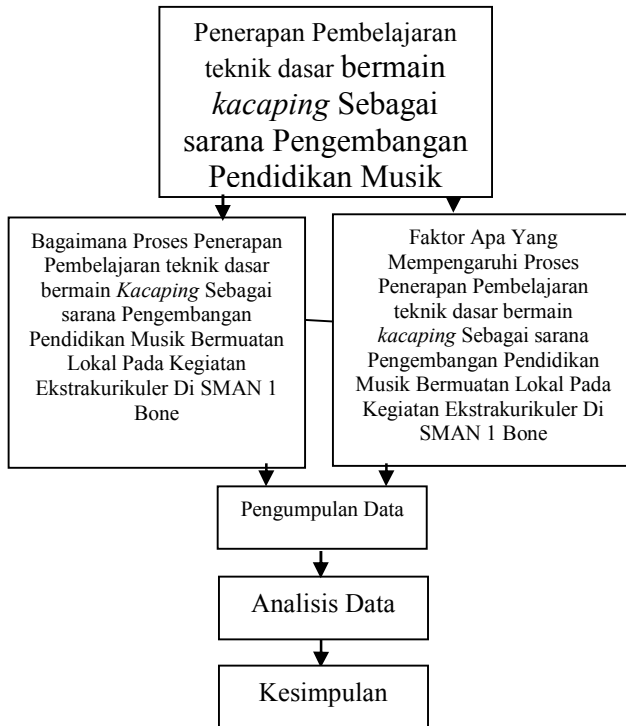 Penerapan Pembelajaran
teknik dasar bermain
kacaping Sebagai
sarana Pengembangan
Pendidikan Musik
Bagaimana Proses Penerapan
Pembelajaran teknik dasar
bermain Kacaping Sebagai
sarana Pengembangan
Pendidikan Musik Bermuatan
Lokal Pada Kegiatan
Ekstrakurikuler Di SMAN 1
Bone
Faktor Apa Yang
Mempengaruhi Proses
Penerapan Pembelajaran
teknik dasar bermain
kacaping Sebagai sarana
Pengembangan Pendidikan
Musik Bermuatan Lokal Pada
Kegiatan Ekstrakurikuler Di
SMAN 1 Bone
Pengumpulan Data
Analisis Data
Kesimpulan